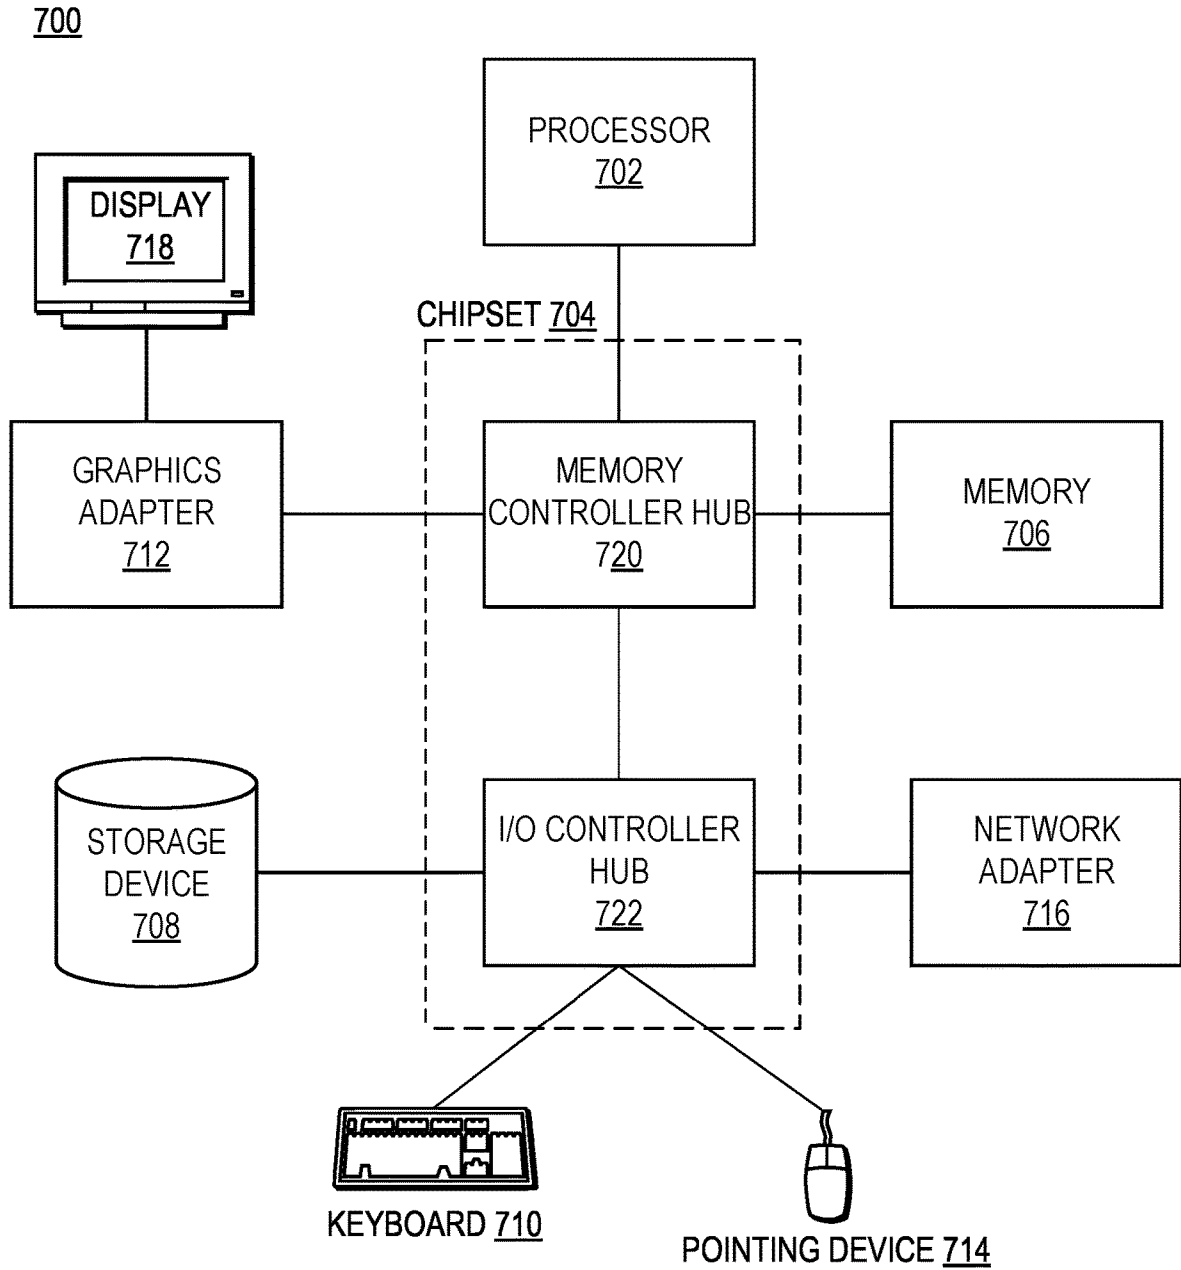 700
PROCESSOR
702
DISPLAY
718
CHIPSET 704
GRAPHICS
ADAPTER
712
MEMORY
CONTROLLER HUB
720
MEMORY
706
STORAGE
DEVICE
708
I/O CONTROLLER
HUB
722
NETWORK
ADAPTER
716
KEYBOARD 710
POINTING DEVICE 714